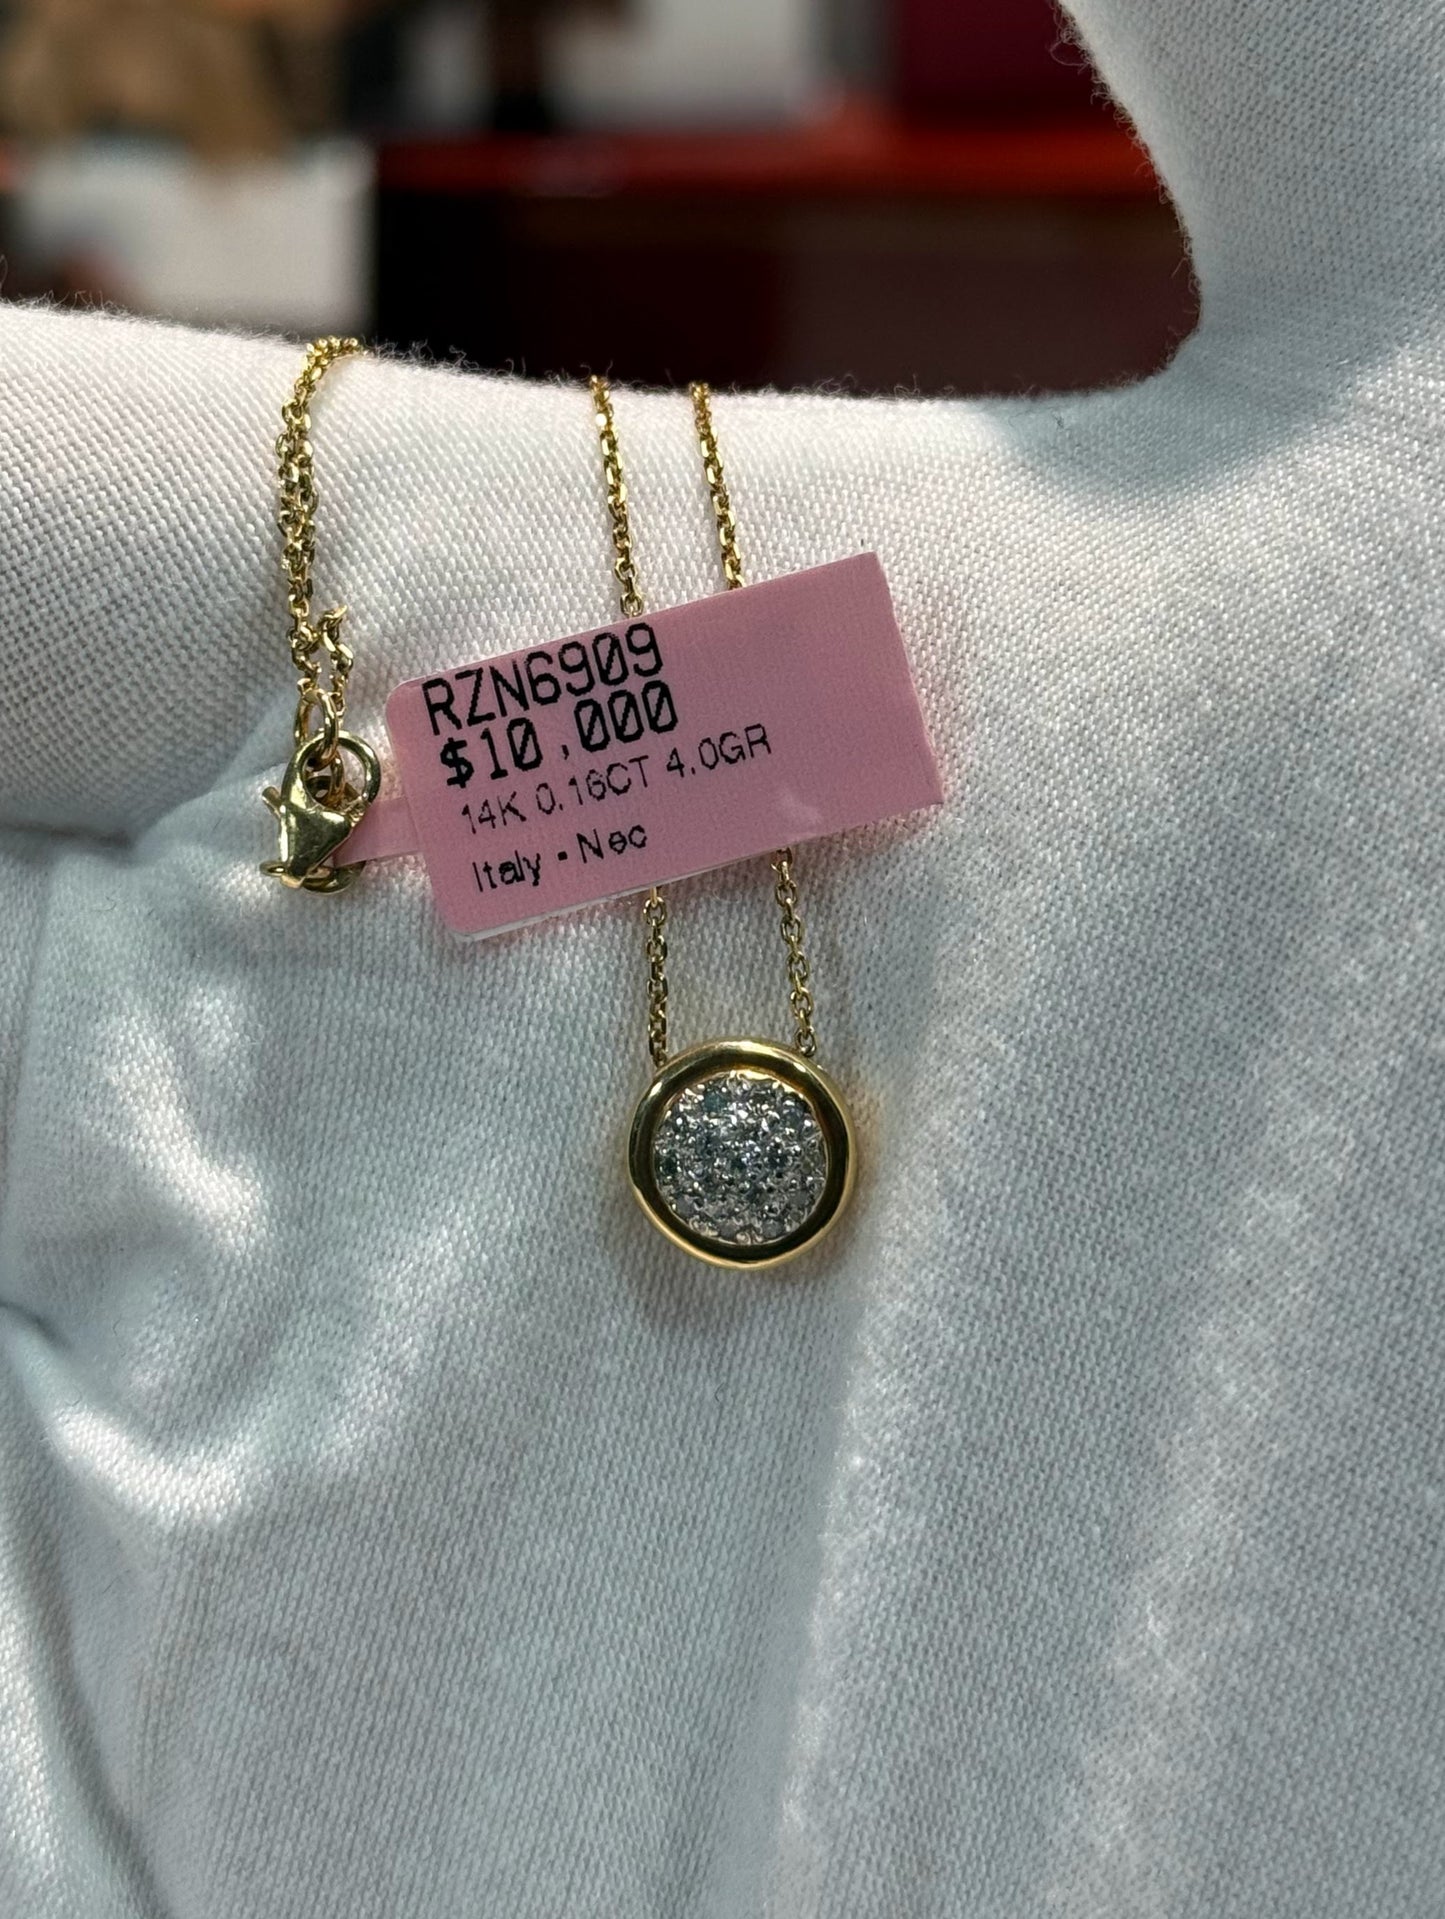 RZN6909
$10,000
14K 0.16CT 4.0GR
Italy - Nec